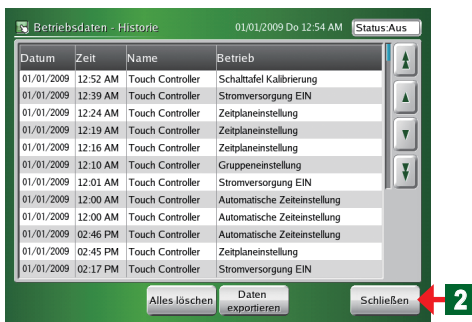 Betriebsdaten - Historie 01/01/2009 Do 12:54 AM Status:Aus
Datum Zeit Name Betrieb
01/01/2009 12:52 AM Touch Controller Schalttafel Kalibrierung
01/01/2009 12:39 AM Touch Controller Stromversorgung EIN
01/01/2009 12:24 AM Touch Controller Zeitplaneinstellung
01/01/2009 12:19 AM Touch Controller Zeitplaneinstellung
01/01/2009 12:16 AM Touch Controller Zeitplaneinstellung
01/01/2009 12:10 AM Touch Controller Gruppeneinstellung
01/01/2009 12:01 AM Touch Controller Stromversorgung EIN
01/01/2009 12:00 AM Touch Controller Automatische Zeiteinstellung
01/01/2009 12:00 AM Touch Controller Automatische Zeiteinstellung
01/01/2009 02:46 PM Touch Controller Automatische Zeiteinstellung
01/01/2009 02:45 PM Touch Controller Zeitplaneinstellung
01/01/2009 02:17 PM Touch Controller Stromversorgung EIN
Alles löschen
Daten
exportieren
Schließen
2